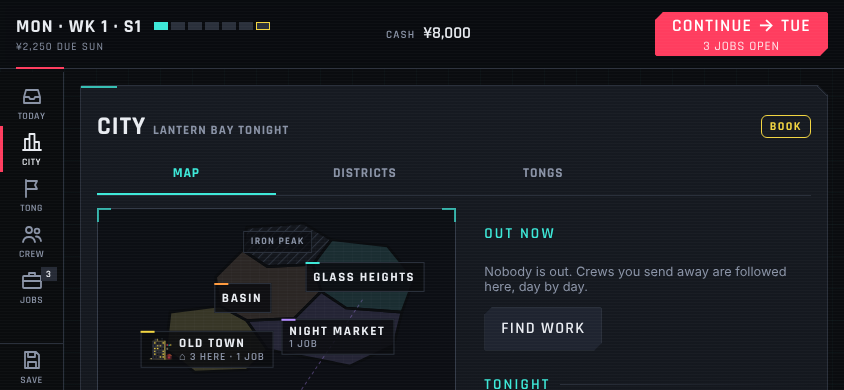 MON · WK 1 · S1
¥2,250 DUE SUN
CASH ¥8,000
CONTINUE → TUE
3 JOBS OPEN
TODAY
CITY
TONG
CREW
3
JOBS
SAVE
CITY LANTERN BAY TONIGHT
BOOK
MAP DISTRICTS TONGS
IRON PEAK
GLASS HEIGHTS
BASIN
NIGHT MARKET
1 JOB
OLD TOWN
⌂ 3 HERE · 1 JOB
OUT NOW
Nobody is out. Crews you send away are followed
here, day by day.
FIND WORK
TONIGHT